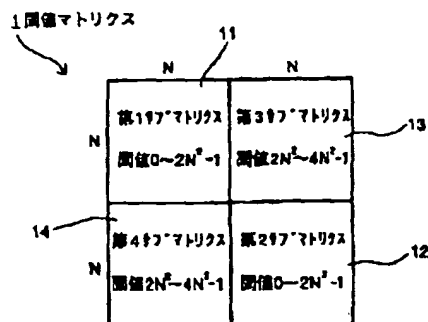 1 閾値マトリクス
11
N N
N
第1サブマトリクス
閾値0~2N²-1
第3サブマトリクス
閾値2N²~4N²-1
13
14
N
第4サブマトリクス
閾値2N²~4N²-1
第2サブマトリクス
閾値0~2N²-1
12